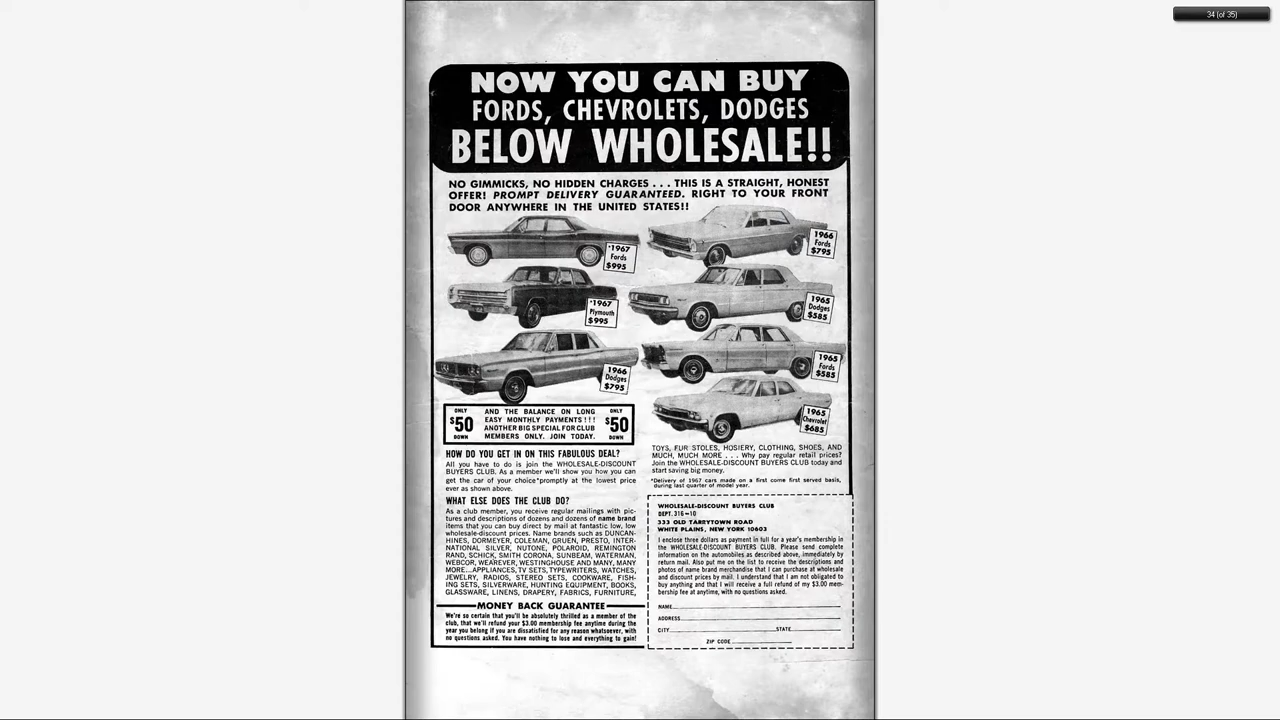 34 (of 35)
NOW YOU CAN BUY
FORDS, CHEVROLETS, DODGES
BELOW WHOLESALE!!
NO GIMMICKS, NO HIDDEN CHARGES . . . THIS IS A STRAIGHT, HONEST
OFFER! PROMPT DELIVERY GUARANTEED. RIGHT TO YOUR FRONT
DOOR ANYWHERE IN THE UNITED STATES!!
*1967
Fords
$995
1966
Fords
$795
*1967
Plymouth
$995
1965
Dodges
$585
1966
Dodges
$795
1965
Fords
$585
1965
Chevrolet
$685
ONLY
$50
DOWN
AND THE BALANCE ON LONG
EASY MONTHLY PAYMENTS!!!
ANOTHER BIG SPECIAL FOR CLUB
MEMBERS ONLY. JOIN TODAY.
ONLY
$50
DOWN
HOW DO YOU GET IN ON THIS FABULOUS DEAL?
All you have to do is join the WHOLESALE-DISCOUNT
BUYERS CLUB. As a member we'll show you how you can
get the car of your choice*promptly at the lowest price
ever as shown above.
WHAT ELSE DOES THE CLUB DO?
As a club member, you receive regular mailings with pic-
tures and descriptions of dozens and dozens of name brand
items that you can buy direct by mail at fantastic low, low
wholesale-discount prices. Name brands such as DUNCAN-
HINES, DORMEYER, COLEMAN, GRUEN, PRESTO, INTER-
NATIONAL SILVER, NUTONE, POLAROID, REMINGTON
RAND, SCHICK, SMITH CORONA, SUNBEAM, WATERMAN,
WEBCOR, WEAREVER, WESTINGHOUSE AND MANY, MANY
MORE...APPLIANCES, TV SETS, TYPEWRITERS, WATCHES,
JEWELRY, RADIOS, STEREO SETS, COOKWARE, FISH-
ING SETS, SILVERWARE, HUNTING EQUIPMENT, BOOKS,
GLASSWARE, LINENS, DRAPERY, FABRICS, FURNITURE,
MONEY BACK GUARANTEE
We're so certain that you'll be absolutely thrilled as a member of the
club, that we'll refund your $3.00 membership fee anytime during the
year you belong if you are dissatisfied for any reason whatsoever, with
no questions asked. You have nothing to lose and everything to gain!
TOYS, FUR STOLES, HOSIERY, CLOTHING, SHOES, AND
MUCH, MUCH MORE . . . Why pay regular retail prices?
Join the WHOLESALE-DISCOUNT BUYERS CLUB today and
start saving big money.
*Delivery of 1967 cars made on a first come first served basis,
during last quarter of model year.
WHOLESALE-DISCOUNT BUYERS CLUB
DEPT. 316-10
333 OLD TARRYTOWN ROAD
WHITE PLAINS, NEW YORK 10603
I enclose three dollars as payment in full for a year's membership in
the WHOLESALE-DISCOUNT BUYERS CLUB. Please send complete
information on the automobiles as described above, immediately by
return mail. Also put me on the list to receive the descriptions and
photos of name brand merchandise that I can purchase at wholesale
and discount prices by mail. I understand that I am not obligated to
buy anything and that I will receive a full refund of my $3.00 mem-
bership fee at anytime, with no questions asked.
NAME
ADDRESS
CITY STATE
ZIP CODE